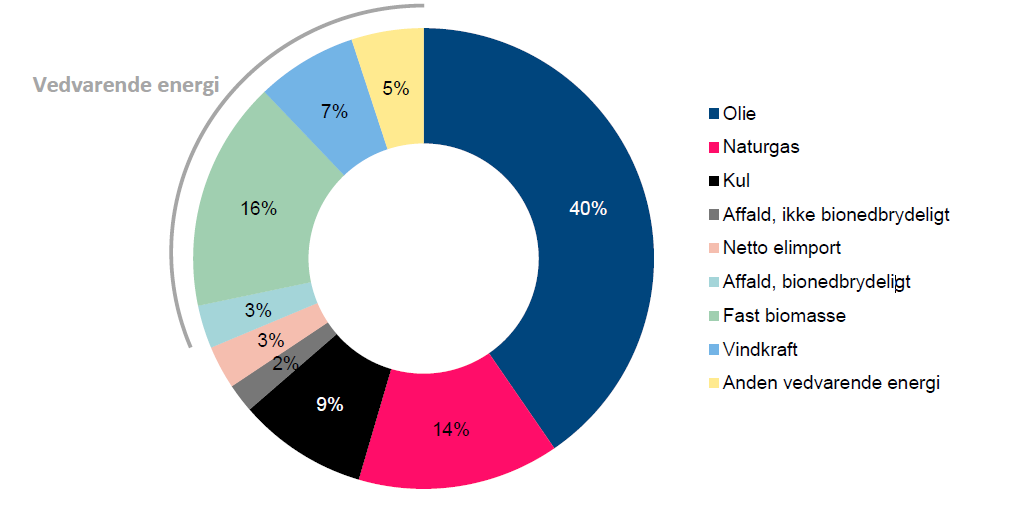 Vedvarende energi
5%
7%
16%
40%
3%
3%
2%
9%
14%
Olie
Naturgas
Kul
Affald, ikke bionedbrydeligt
Netto elimport
Affald, bionedbrydeligt
Fast biomasse
Vindkraft
Anden vedvarende energi